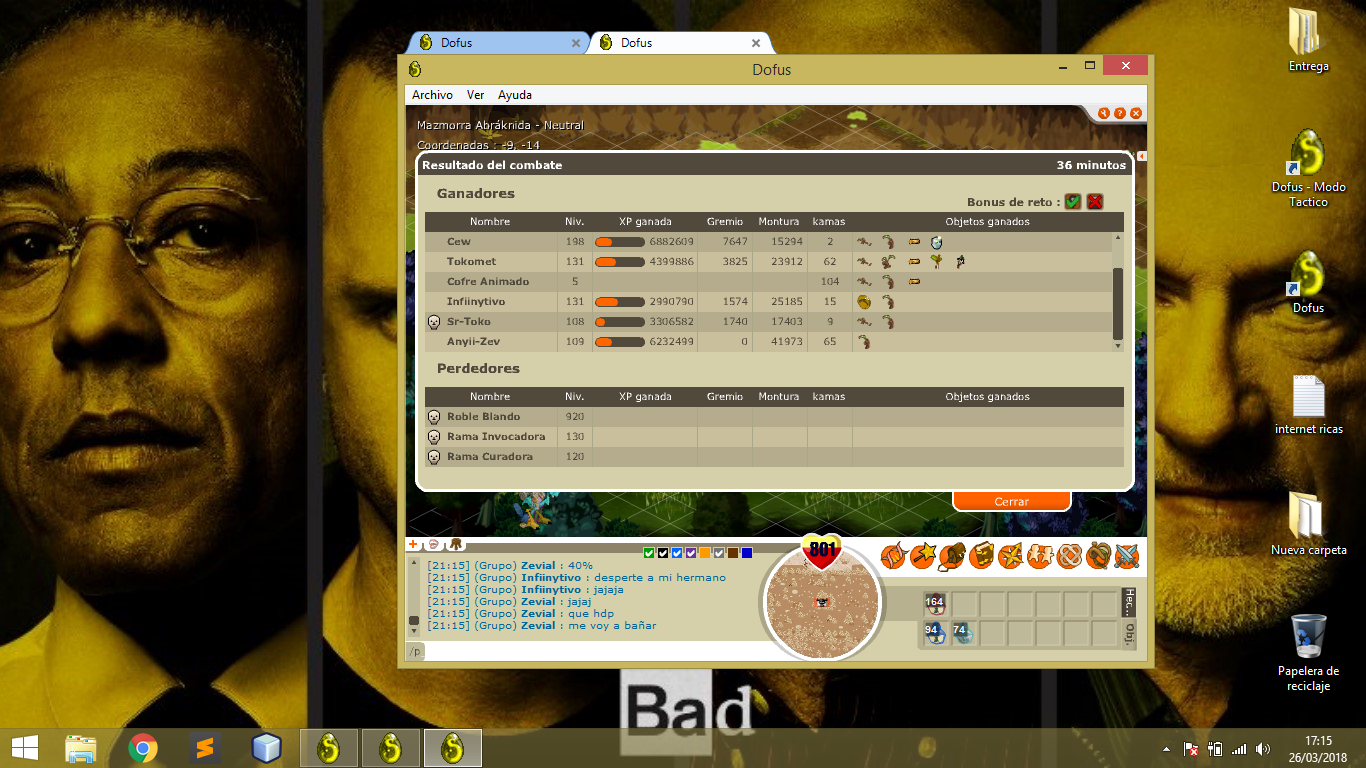 Dofus
Dofus
Dofus
Archivo Ver Ayuda
Mazmorra Abráknida - Neutral
Coordenadas : -9, -14
Resultado del combate 36 minutos
Ganadores
Bonus de reto :
Nombre Niv. XP ganada Gremio Montura kamas Objetos ganados
Cew 198 6882609 7647 15294 2
Tokomet 131 4399886 3825 23912 62
Cofre Animado 5 104
Infiinytivo 131 2990790 1574 25185 15
Sr-Toko 108 3306582 1740 17403 9
Anyii-Zev 109 6232499 0 41973 65
Perdedores
Nombre Niv. XP ganada Gremio Montura kamas Objetos ganados
Roble Blando 920
Rama Invocadora 130
Rama Curadora 120
Cerrar
801
[21:15] (Grupo) Zevial : 40%
[21:15] (Grupo) Infiinytivo : desperte a mi hermano
[21:15] (Grupo) Infiinytivo : jajaja
[21:15] (Grupo) Zevial : jajaj
[21:15] (Grupo) Zevial : que hdp
[21:15] (Grupo) Zevial : me voy a bañar
/p
164
94 74
Hec...
Obj.
Entrega
Dofus - Modo
Tactico
Dofus
internet ricas
Nueva carpeta
Papelera de
reciclaje
Bad
17:15
26/03/2018